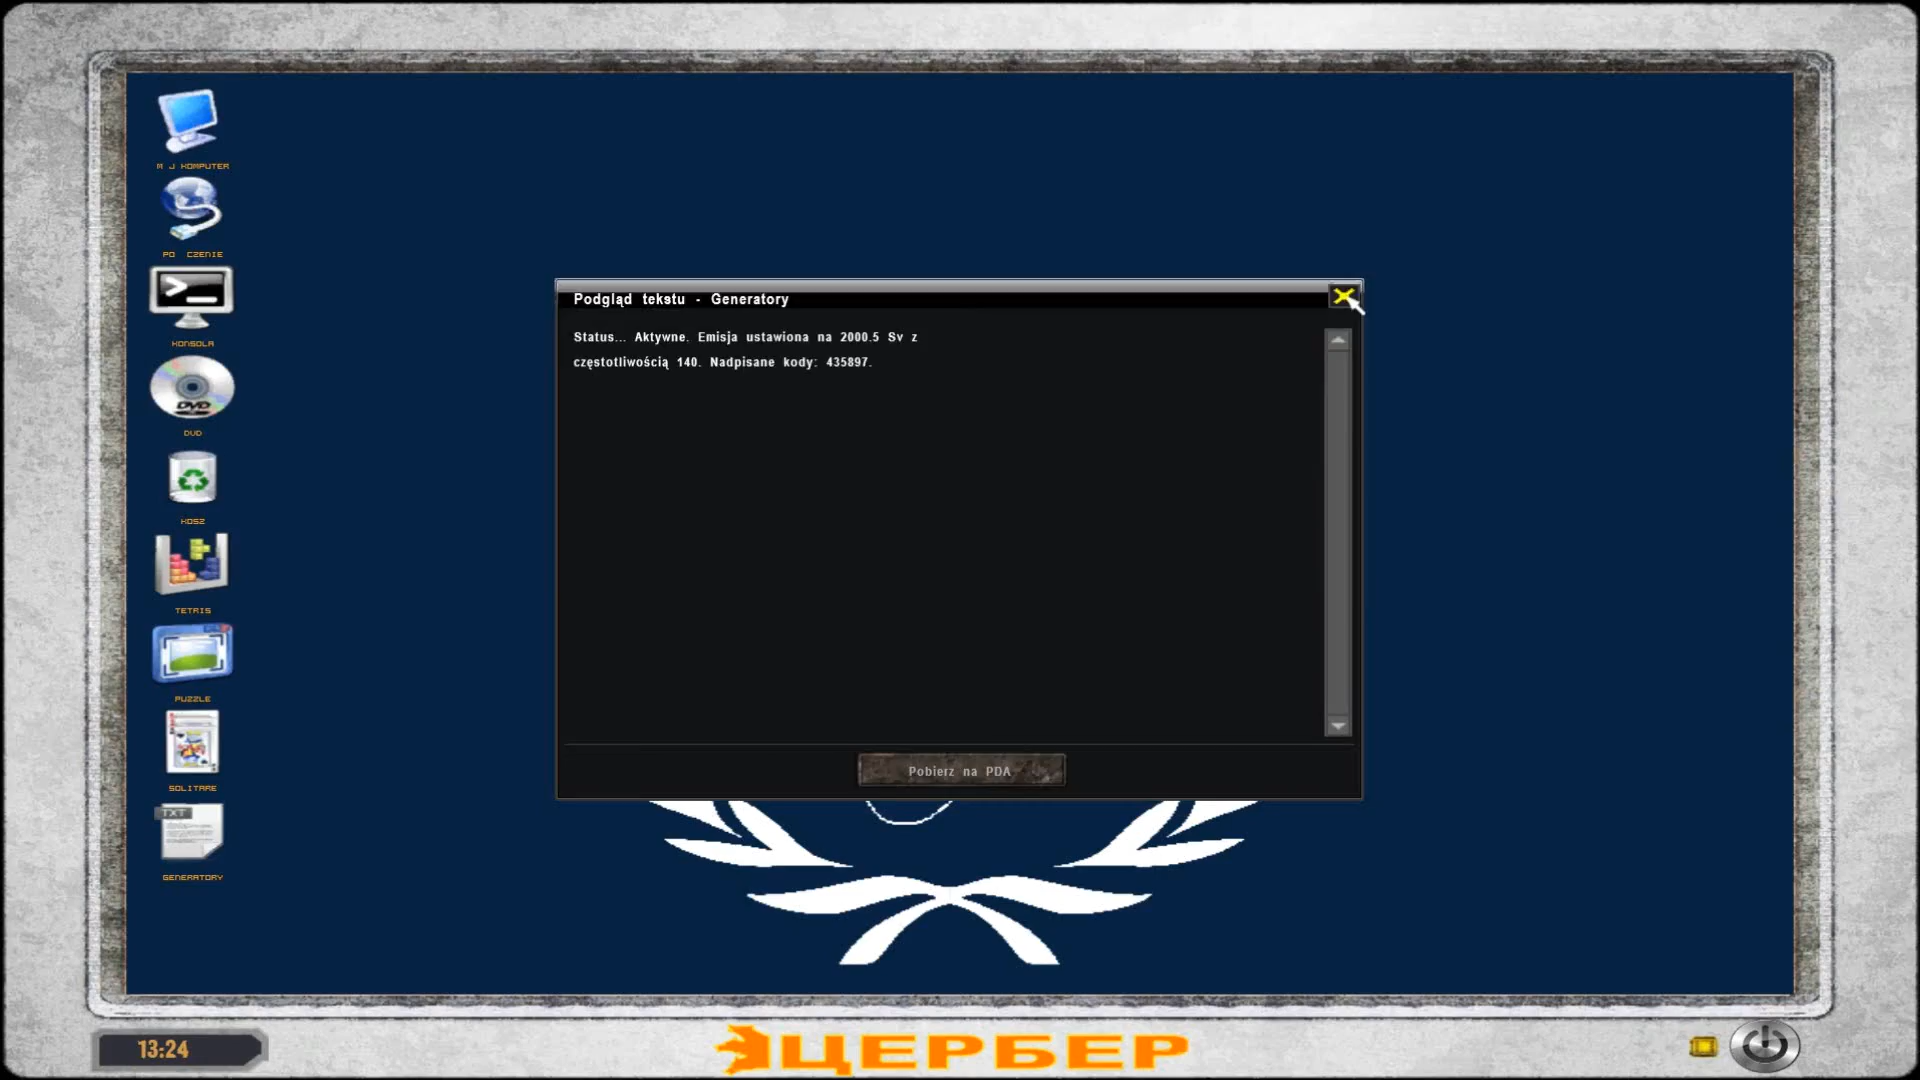 M J KOMPUTER
PO CZENIE
KONSOLA
DVD
DVD
KOSZ
TETRIS
PUZZLE
SOLITARE
TXT
GENERATORY
Podgląd tekstu - Generatory
Status... Aktywne. Emisja ustawiona na 2000.5 Sv z
częstotliwością 140. Nadpisane kody: 435897.
Pobierz na PDA
13:24
ЦЕРБЕР